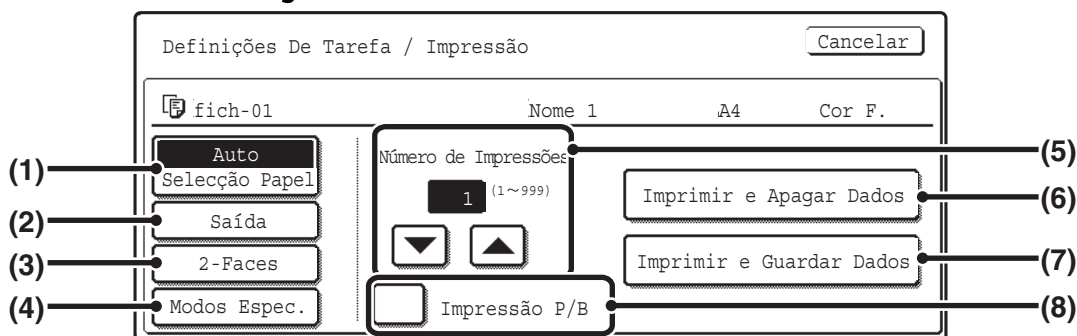 Definições De Tarefa / Impressão
Cancelar
fich-01 Nome 1 A4 Cor F.
(1)
Auto
Selecção Papel
(2)
Saída
(3)
2-Faces
(4)
Modos Espec.
Número de Impressões
1 (1~999)
Impressão P/B
Imprimir e Apagar Dados
Imprimir e Guardar Dados
(5)
(6)
(7)
(8)